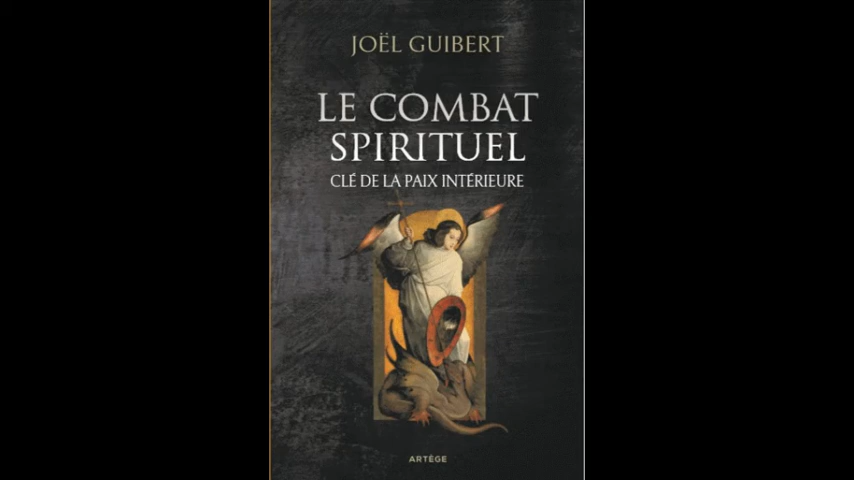 JOËL GUIBERT
LE COMBAT
SPIRITUEL
CLÉ DE LA PAIX INTÉRIEURE
ARTÈGE